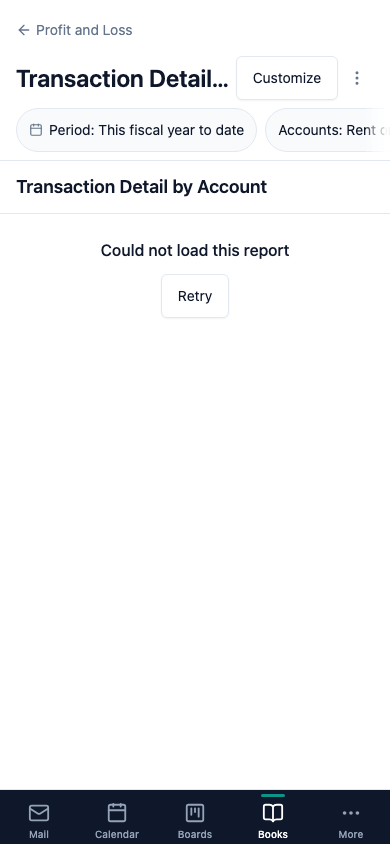 Profit and Loss
Transaction Detail...
Customize
Period: This fiscal year to date
Accounts: Rent
Transaction Detail by Account
Could not load this report
Retry
Mail
Calendar
Boards
Books
More